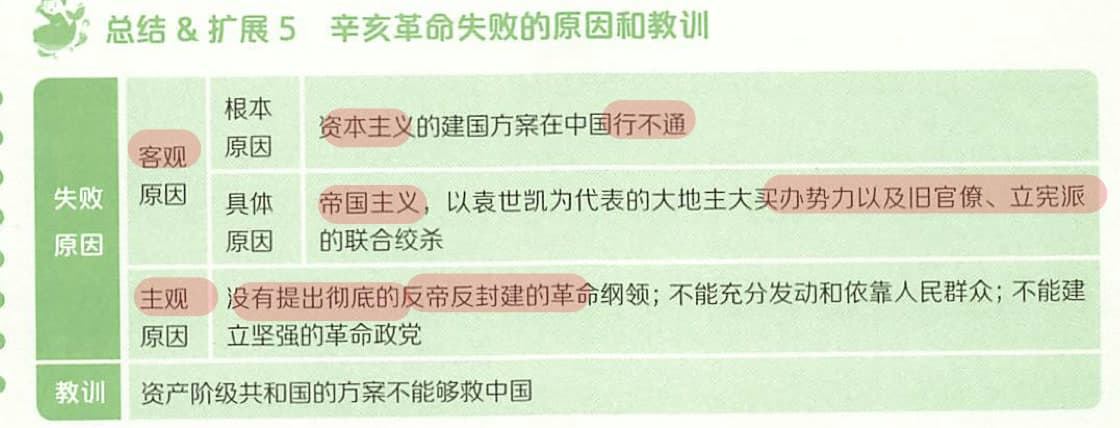 总结 & 扩展 5 辛亥革命失败的原因和教训
失败
原因
客观
原因
根本
原因
资本主义的建国方案在中国行不通
具体
原因
帝国主义，以袁世凯为代表的大地主大买办势力以及旧官僚、立宪派
的联合绞杀
主观
原因
没有提出彻底的反帝反封建的革命纲领；不能充分发动和依靠人民群众；不能建
立坚强的革命政党
教训
资产阶级共和国的方案不能够救中国